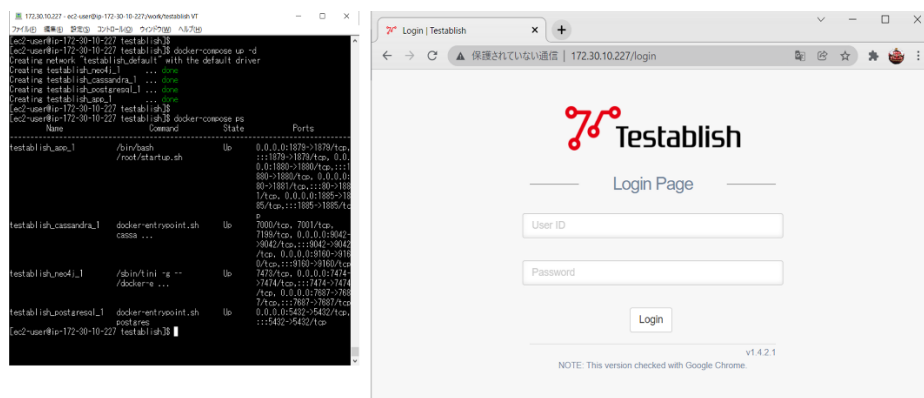 172.30.10.227 - ec2-user@ip-172-30-10-227:/work/testablish VT
ファイル(F) 編集(E) 設定(S) コントロール(O) ウィンドウ(W) ヘルプ(H)
[ec2-user@ip-172-30-10-227 testablish]$
[ec2-user@ip-172-30-10-227 testablish]$ docker-compose up -d
Creating network "testablish_default" with the default driver
Creating testablish_neo4j_1 ... done
Creating testablish_cassandra_1 ... done
Creating testablish_postgresql_1 ... done
Creating testablish_app_1 ... done
[ec2-user@ip-172-30-10-227 testablish]$
[ec2-user@ip-172-30-10-227 testablish]$ docker-compose ps
Name Command State Ports
testablish_app_1 /bin/bash Up 0.0.0.0:1879->1879/tcp,
/root/startup.sh :::1879->1879/tcp, 0.0.
0.0:1880->1880/tcp,:::1
880->1880/tcp, 0.0.0.0:
80->1881/tcp,:::80->188
1/tcp, 0.0.0.0:1885->18
85/tcp,:::1885->1885/tc
p
testablish_cassandra_1 docker-entrypoint.sh Up 7000/tcp, 7001/tcp,
cassa ... 7199/tcp, 0.0.0.0:9042-
>9042/tcp,:::9042->9042
/tcp, 0.0.0.0:9160->916
0/tcp,:::9160->9160/tcp
testablish_neo4j_1 /sbin/tini -g -- Up 7473/tcp, 0.0.0.0:7474-
/docker-e ... >7474/tcp,:::7474->7474
/tcp, 0.0.0.0:7687->768
7/tcp,:::7687->7687/tcp
testablish_postgresql_1 docker-entrypoint.sh Up 0.0.0.0:5432->5432/tcp,
postgres :::5432->5432/tcp
[ec2-user@ip-172-30-10-227 testablish]$
Login | Testablish
保護されていない通信 | 172.30.10.227/login
Testablish
Login Page
User ID
Password
Login
v1.4.2.1
NOTE: This version checked with Google Chrome.